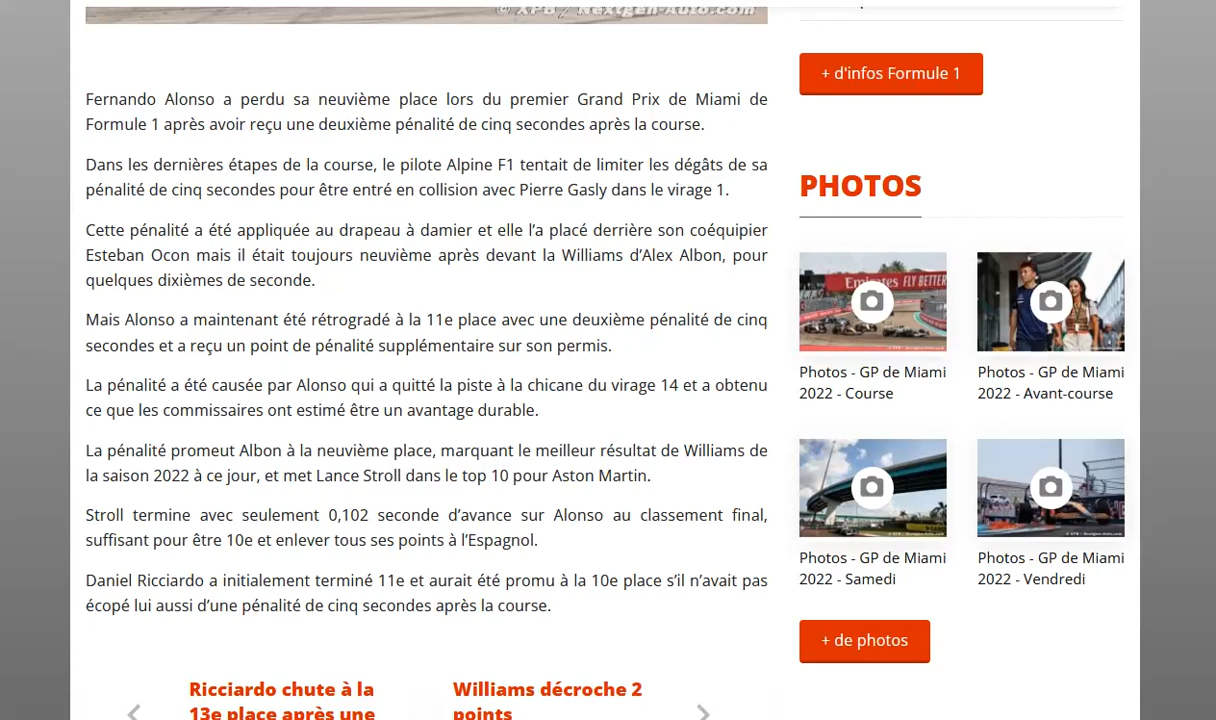 © XPB / Nextgen-Auto.com
+ d'infos Formule 1
Fernando Alonso a perdu sa neuvième place lors du premier Grand Prix de Miami de
Formule 1 après avoir reçu une deuxième pénalité de cinq secondes après la course.
Dans les dernières étapes de la course, le pilote Alpine F1 tentait de limiter les dégâts de sa
pénalité de cinq secondes pour être entré en collision avec Pierre Gasly dans le virage 1.
Cette pénalité a été appliquée au drapeau à damier et elle l’a placé derrière son coéquipier
Esteban Ocon mais il était toujours neuvième après devant la Williams d’Alex Albon, pour
quelques dixièmes de seconde.
Mais Alonso a maintenant été rétrogradé à la 11e place avec une deuxième pénalité de cinq
secondes et a reçu un point de pénalité supplémentaire sur son permis.
La pénalité a été causée par Alonso qui a quitté la piste à la chicane du virage 14 et a obtenu
ce que les commissaires ont estimé être un avantage durable.
La pénalité promeut Albon à la neuvième place, marquant le meilleur résultat de Williams de
la saison 2022 à ce jour, et met Lance Stroll dans le top 10 pour Aston Martin.
Stroll termine avec seulement 0,102 seconde d’avance sur Alonso au classement final,
suffisant pour être 10e et enlever tous ses points à l’Espagnol.
Daniel Ricciardo a initialement terminé 11e et aurait été promu à la 10e place s’il n’avait pas
écopé lui aussi d’une pénalité de cinq secondes après la course.
Ricciardo chute à la
13e place après une
Williams décroche 2
points
PHOTOS
Emirates FLY BETTER
Photos - GP de Miami
2022 - Course
Photos - GP de Miami
2022 - Avant-course
Photos - GP de Miami
2022 - Samedi
Photos - GP de Miami
2022 - Vendredi
+ de photos